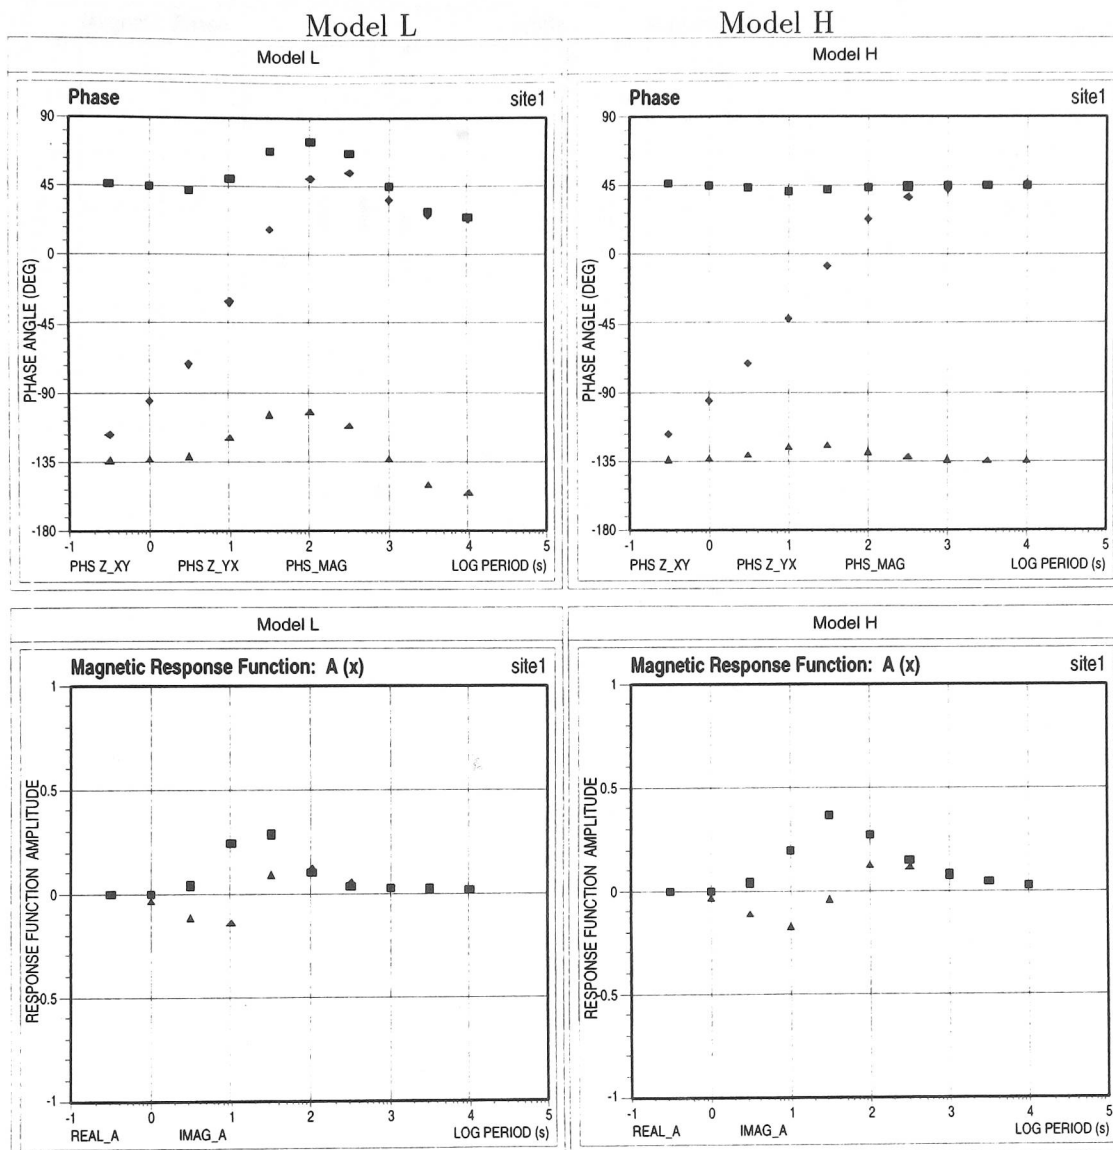 Model L
Model H
Model L
Phase
site1
PHASE ANGLE (DEG)
90
45
0
-45
-90
-135
-180
-1 0 1 2 3 4 5
PHS Z_XY PHS Z_YX PHS_MAG LOG PERIOD (s)
Model H
Phase
site1
PHASE ANGLE (DEG)
90
45
0
-45
-90
-135
-180
-1 0 1 2 3 4 5
PHS Z_XY PHS Z_YX PHS_MAG LOG PERIOD (s)
Model L
Magnetic Response Function: A (x)
site1
RESPONSE FUNCTION AMPLITUDE
1
0.5
0
-0.5
-1
-1 0 1 2 3 4 5
REAL_A IMAG_A LOG PERIOD (s)
Model H
Magnetic Response Function: A (x)
site1
RESPONSE FUNCTION AMPLITUDE
1
0.5
0
-0.5
-1
-1 0 1 2 3 4 5
REAL_A IMAG_A LOG PERIOD (s)